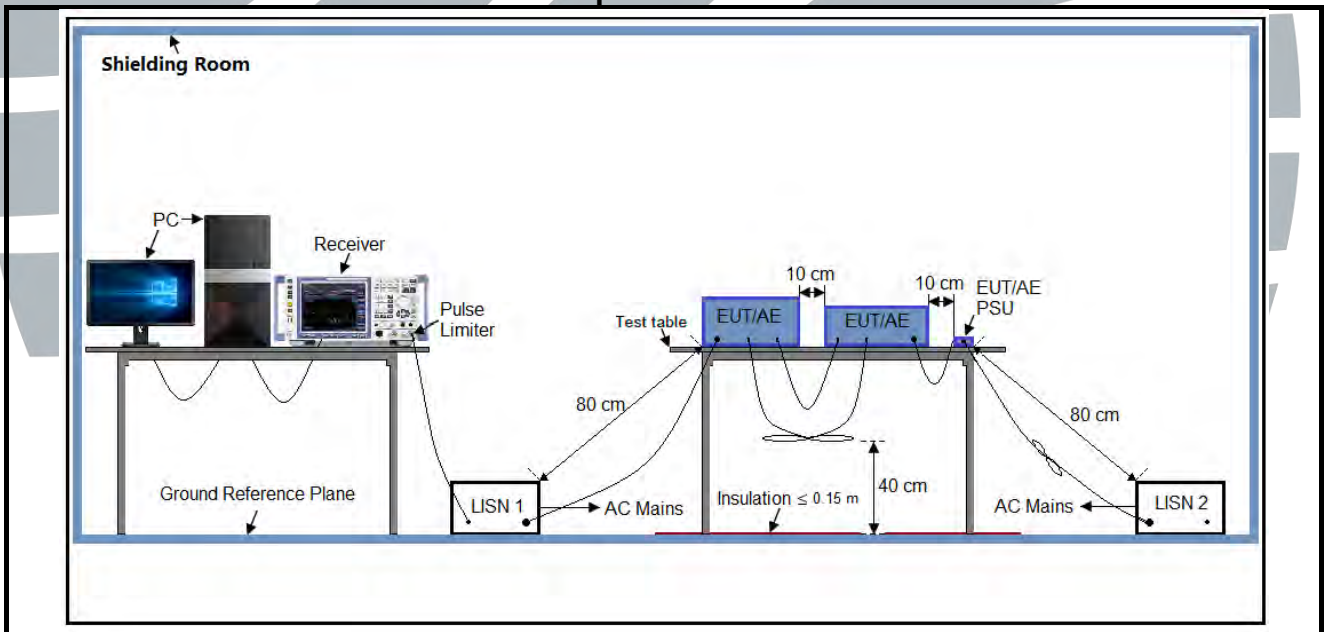 Shielding Room
PC
Receiver
Pulse
Limiter
Test table
EUT/AE
10 cm
EUT/AE
10 cm
EUT/AE
PSU
80 cm
80 cm
40 cm
Ground Reference Plane
LISN 1
AC Mains
Insulation ≤ 0.15 m
AC Mains
LISN 2